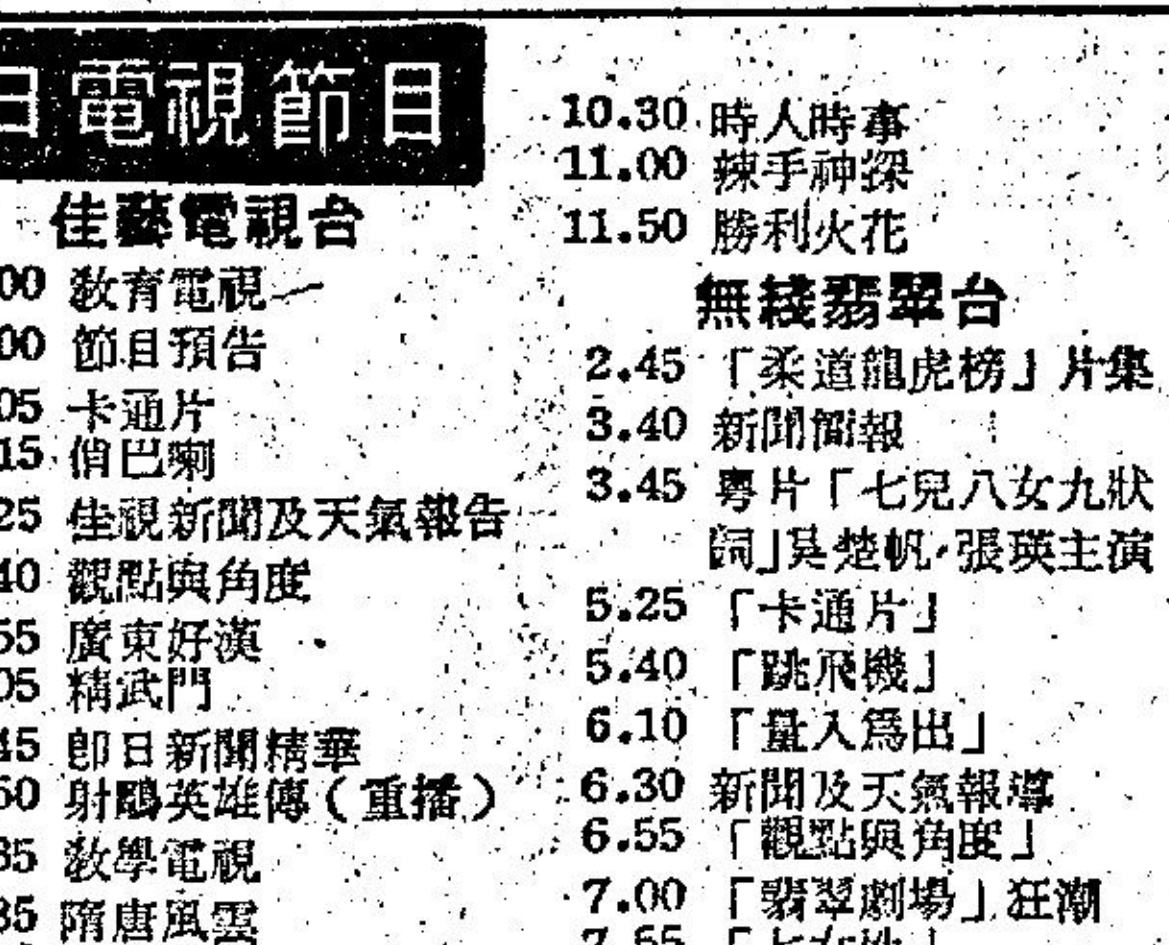 日電視節目
佳藝電視台
00 教育電視
00 節目預告
05 卡通片
15 俏巴喇
25 佳視新聞及天氣報告
40 觀點與角度
55 廣東好漢
05 精武門
45 即日新聞精華
50 射鵰英雄傳（重播）
35 教學電視
35 隋唐風雲
10.30 時人時事
11.00 辣手神探
11.50 勝利火花
無綫翡翠台
2.45 「柔道龍虎榜」片集
3.40 新聞簡報
3.45 粵片「七兒八女九狀
詞」吳楚帆，張瑛主演
5.25 「卡通片」
5.40 「跳飛機」
6.10 「量入爲出」
6.30 新聞及天氣報導
6.55 「觀點與角度」
7.00 「翡翠劇場」狂潮
7.55